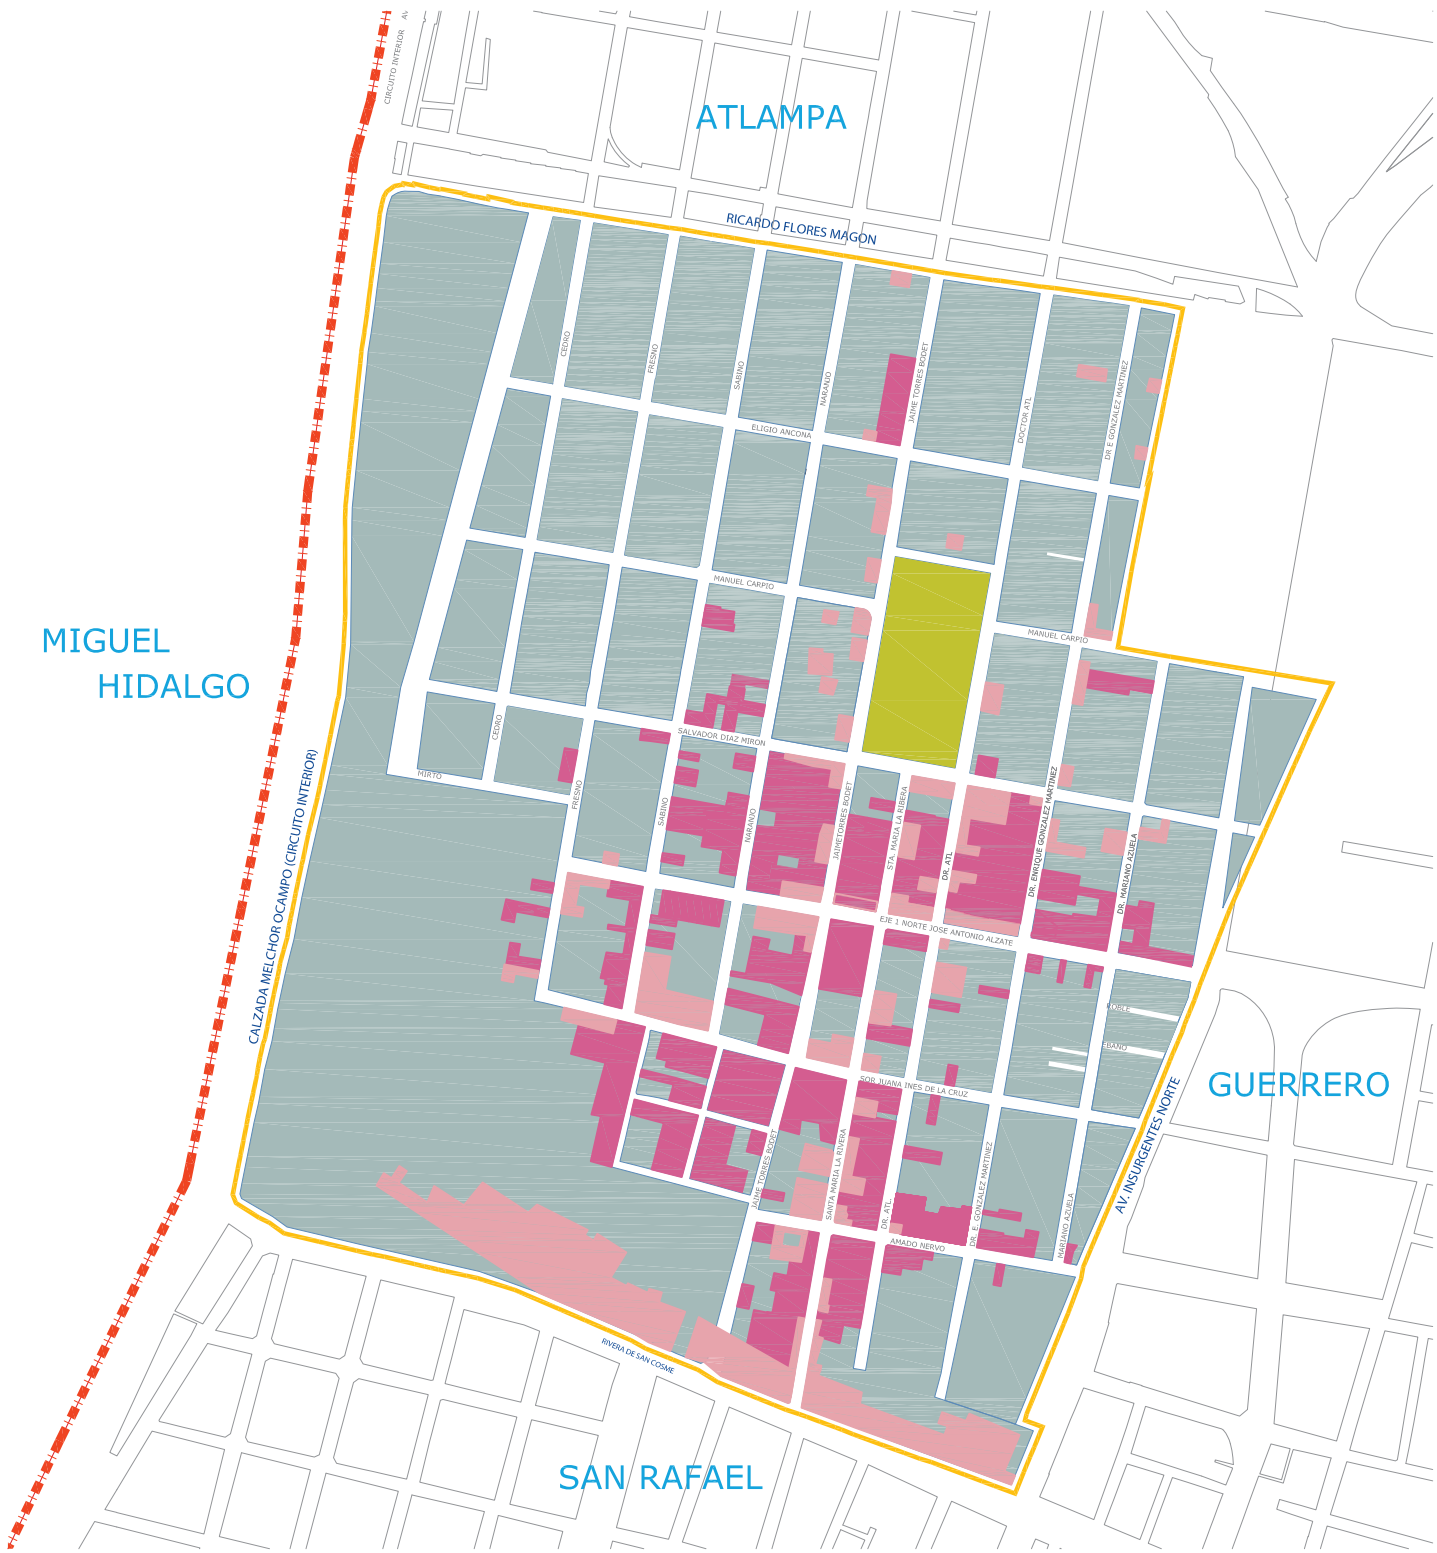 AV
CIRCUITO INTERIOR
ATLAMPA
RICARDO FLORES MAGON
CEDRO
FRESNO
SABINO
NARANJO
JAIME TORRES BODET
DOCTOR ATL
DR E GONZALEZ MARTINEZ
ELIGIO ANCONA
MANUEL CARPIO
MANUEL CARPIO
MIGUEL
HIDALGO
SALVADOR DIAZ MIRON
CEDRO
MIRTO
FRESNO
SABINO
NARANJO
JAIMETORRES BODET
STA. MARIA LA RIBERA
DR. ATL
DR. ENRIQUE GONZALEZ MARTINEZ
DR. MARIANO AZUELA
CALZADA MELCHOR OCAMPO (CIRCUITO INTERIOR)
EJE 1 NORTE JOSE ANTONIO ALZATE
ROBLE
EBANO
SOR JUANA INES DE LA CRUZ
GUERRERO
AV. INSURGENTES NORTE
JAIME TORRES BODET
SANTA MARIA LA RIVERA
DR. ATL.
DR. E. GONZALEZ MARTINEZ
MARIANO AZUELA
AMADO NERVO
RIVERA DE SAN COSME
SAN RAFAEL